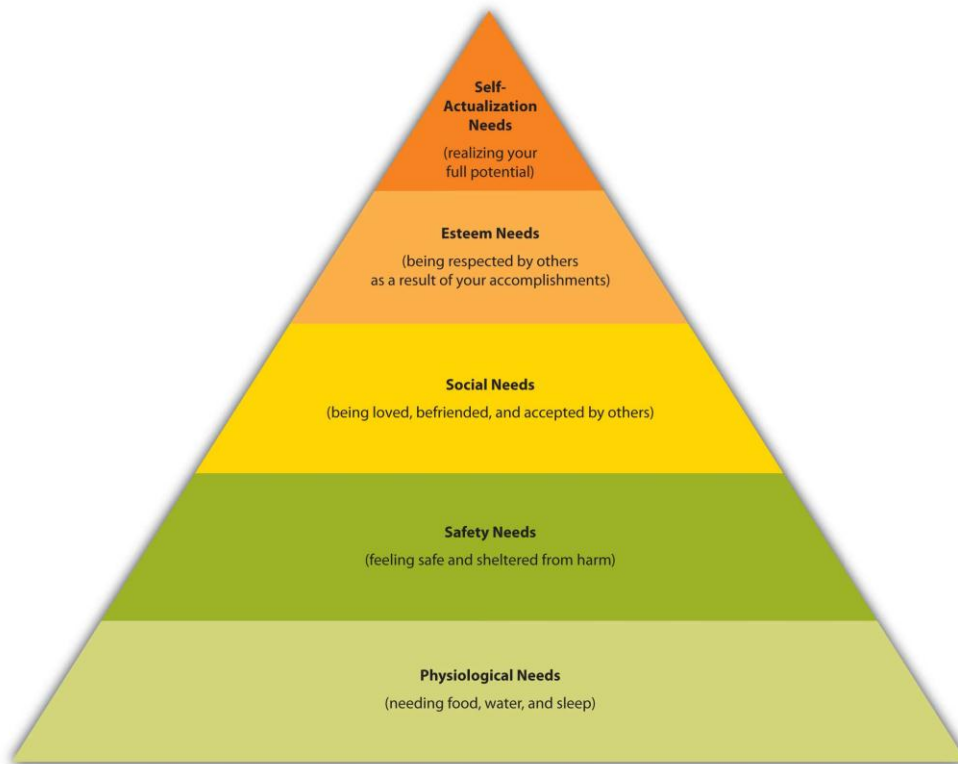 Self-
Actualization
Needs
(realizing your
full potential)
Esteem Needs
(being respected by others
as a result of your accomplishments)
Social Needs
(being loved, befriended, and accepted by others)
Safety Needs
(feeling safe and sheltered from harm)
Physiological Needs
(needing food, water, and sleep)